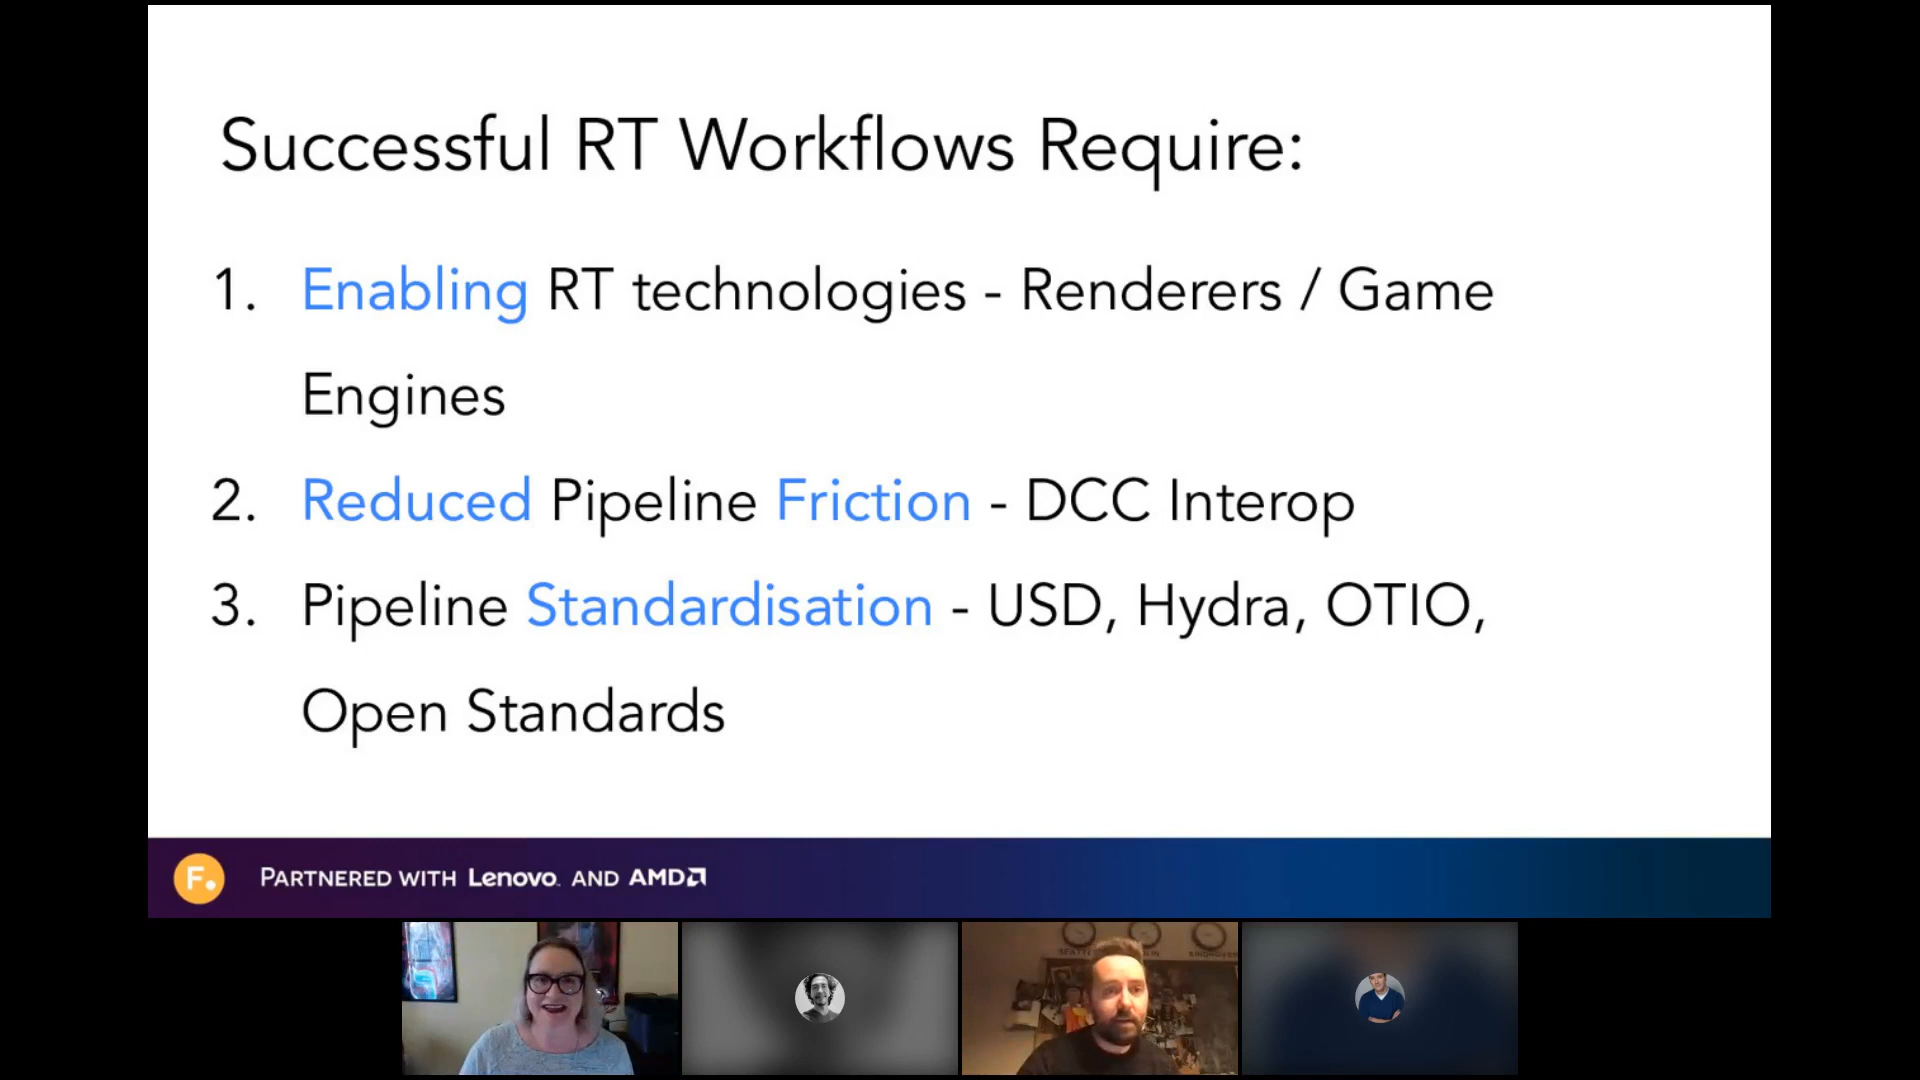 Successful RT Workflows Require:
1. Enabling RT technologies - Renderers / Game
Engines
2. Reduced Pipeline Friction - DCC Interop
3. Pipeline Standardisation - USD, Hydra, OTIO,
Open Standards
F. PARTNERED WITH Lenovo. AND AMD